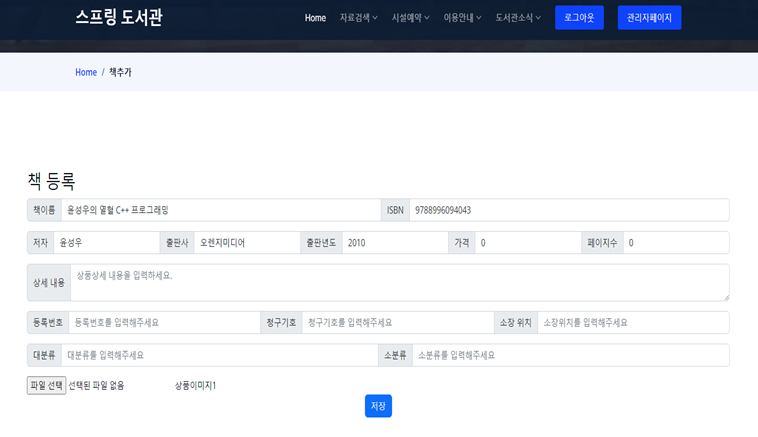 스프링 도서관 Home 자료검색 시설예약 이용안내 도서관소식 로그아웃 관리자페이지
Home / 책추가
책 등록
책이름 윤성우의 열혈 C++ 프로그래밍 ISBN 9788996094043
저자 윤성우 출판사 오렌지미디어 출판년도 2010 가격 0 페이지수 0
상세 내용 상품상세 내용을 입력하세요.
등록번호 등록번호를 입력해주세요 청구기호 청구기호를 입력해주세요 소장 위치 소장위치를 입력해주세요
대분류 대분류를 입력해주세요 소분류 소분류를 입력해주세요
파일 선택 선택된 파일 없음 상품이미지1
저장